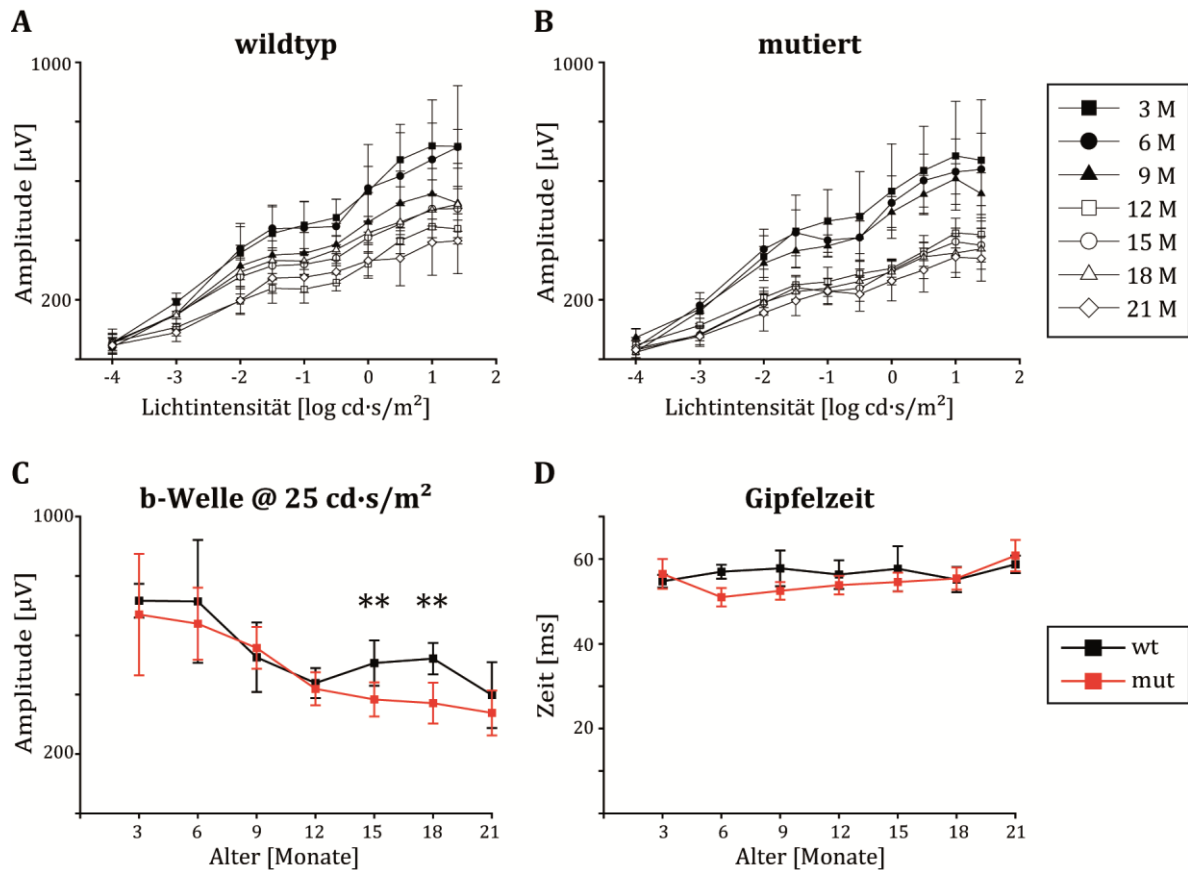 A
wildtyp
1000
200
Amplitude [µV]
-4 -3 -2 -1 0 1 2
Lichtintensität [log cd·s/m²]
B
mutiert
1000
200
Amplitude [µV]
-4 -3 -2 -1 0 1 2
Lichtintensität [log cd·s/m²]
3 M
6 M
9 M
12 M
15 M
18 M
21 M
C
b-Welle @ 25 cd·s/m²
1000
200
Amplitude [µV]
** **
3 6 9 12 15 18 21
Alter [Monate]
D
Gipfelzeit
60
40
20
Zeit [ms]
3 6 9 12 15 18 21
Alter [Monate]
wt
mut